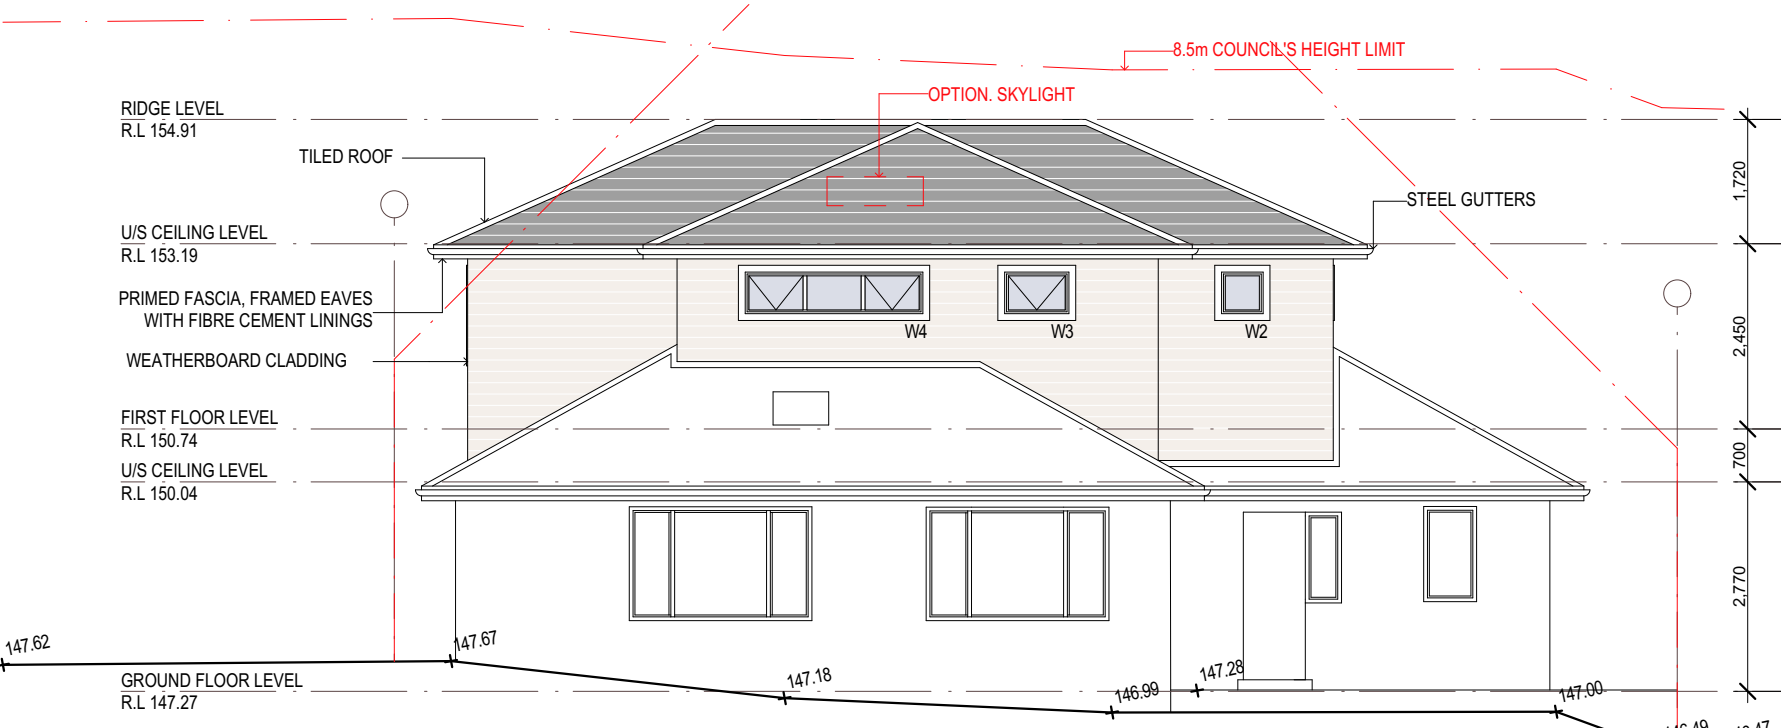 8.5m COUNCIL'S HEIGHT LIMIT
OPTION. SKYLIGHT
RIDGE LEVEL
R.L 154.91
TILED ROOF
1,720
STEEL GUTTERS
U/S CEILING LEVEL
R.L 153.19
PRIMED FASCIA, FRAMED EAVES
WITH FIBRE CEMENT LININGS
W4
W3
W2
2,450
WEATHERBOARD CLADDING
FIRST FLOOR LEVEL
R.L 150.74
U/S CEILING LEVEL
R.L 150.04
700
2,770
147.62
147.67
147.18
146.99
147.28
147.00
GROUND FLOOR LEVEL
R.L 147.27